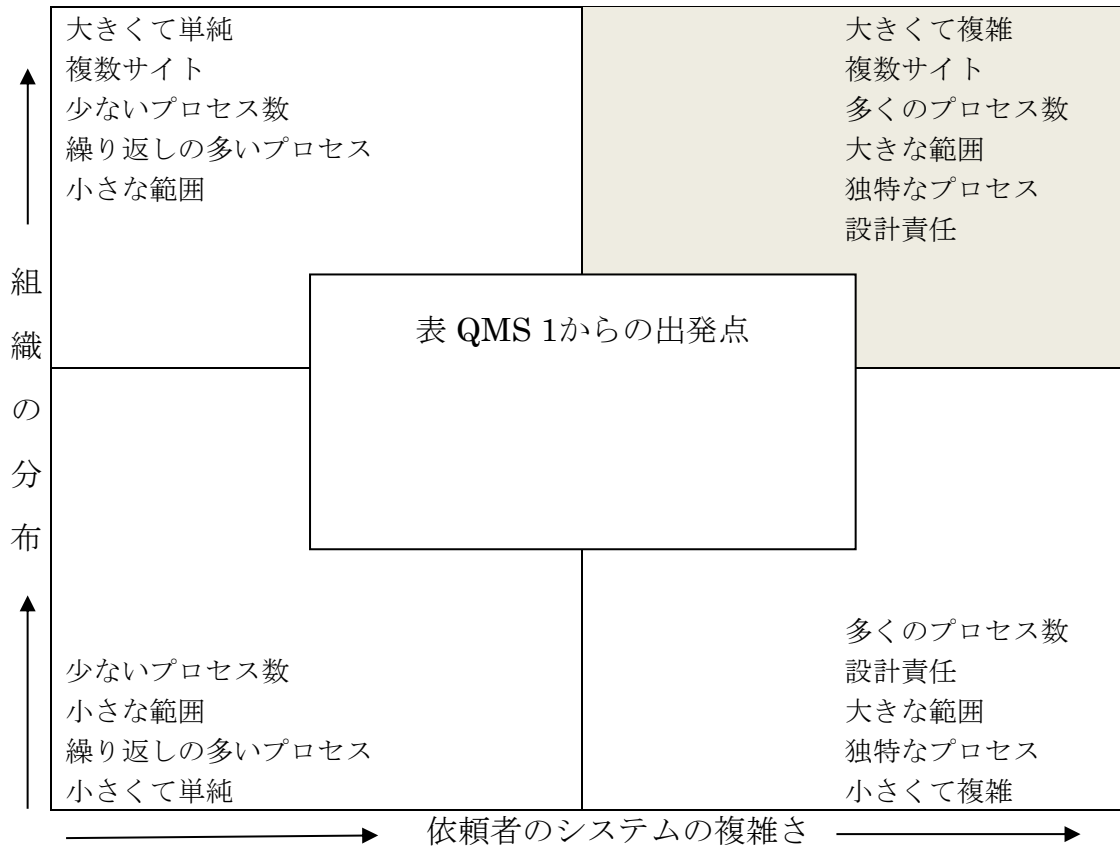 大きくて単純
複数サイト
少ないプロセス数
繰り返しの多いプロセス
小さな範囲
大きくて複雑
複数サイト
多くのプロセス数
大きな範囲
独特なプロセス
設計責任
組織の分布
表 QMS 1からの出発点
少ないプロセス数
小さな範囲
繰り返しの多いプロセス
小さくて単純
多くのプロセス数
設計責任
大きな範囲
独特なプロセス
小さくて複雑
依頼者のシステムの複雑さ